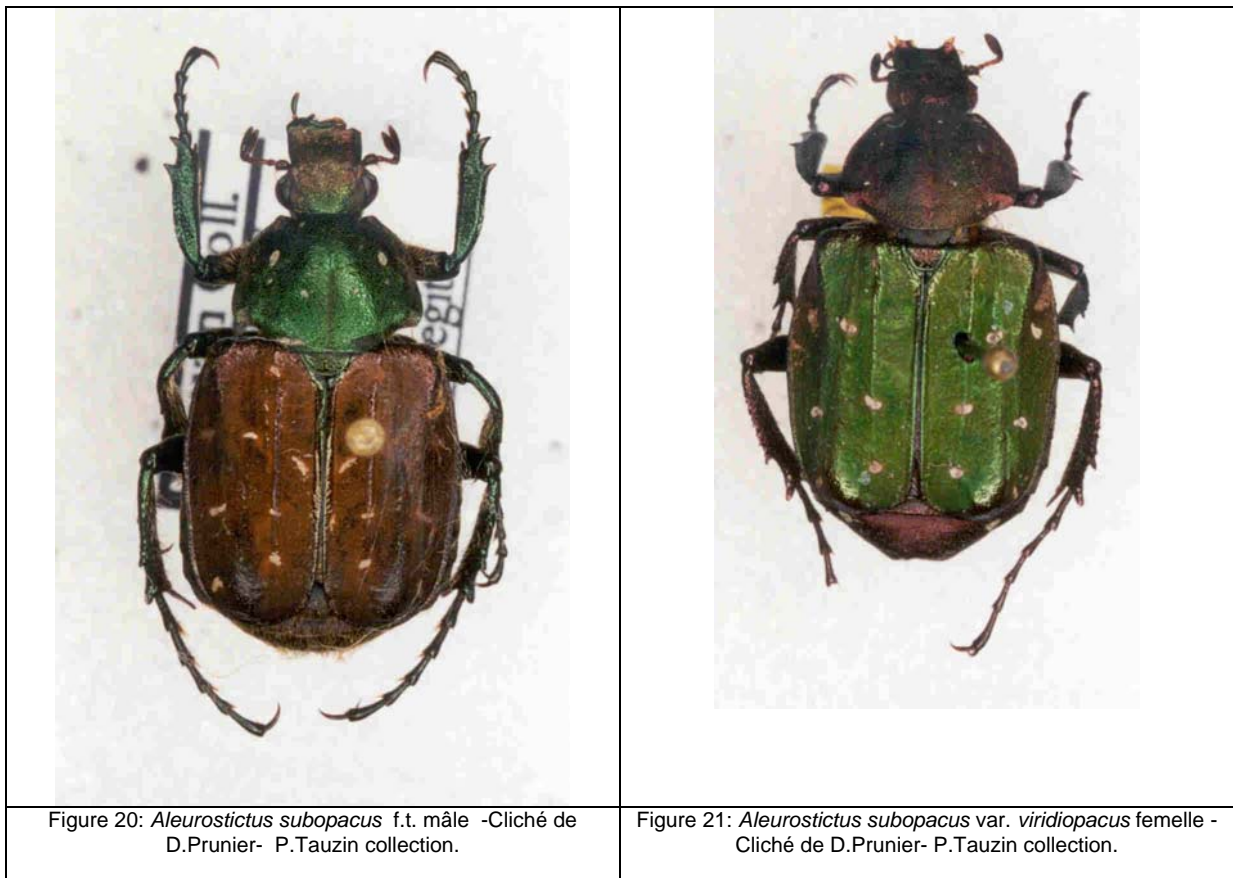 oll.
Figure 20: Aleurostictus subopacus f.t. mâle -Cliché de
D.Prunier- P.Tauzin collection.
Figure 21: Aleurostictus subopacus var. viridiopacus femelle -
Cliché de D.Prunier- P.Tauzin collection.